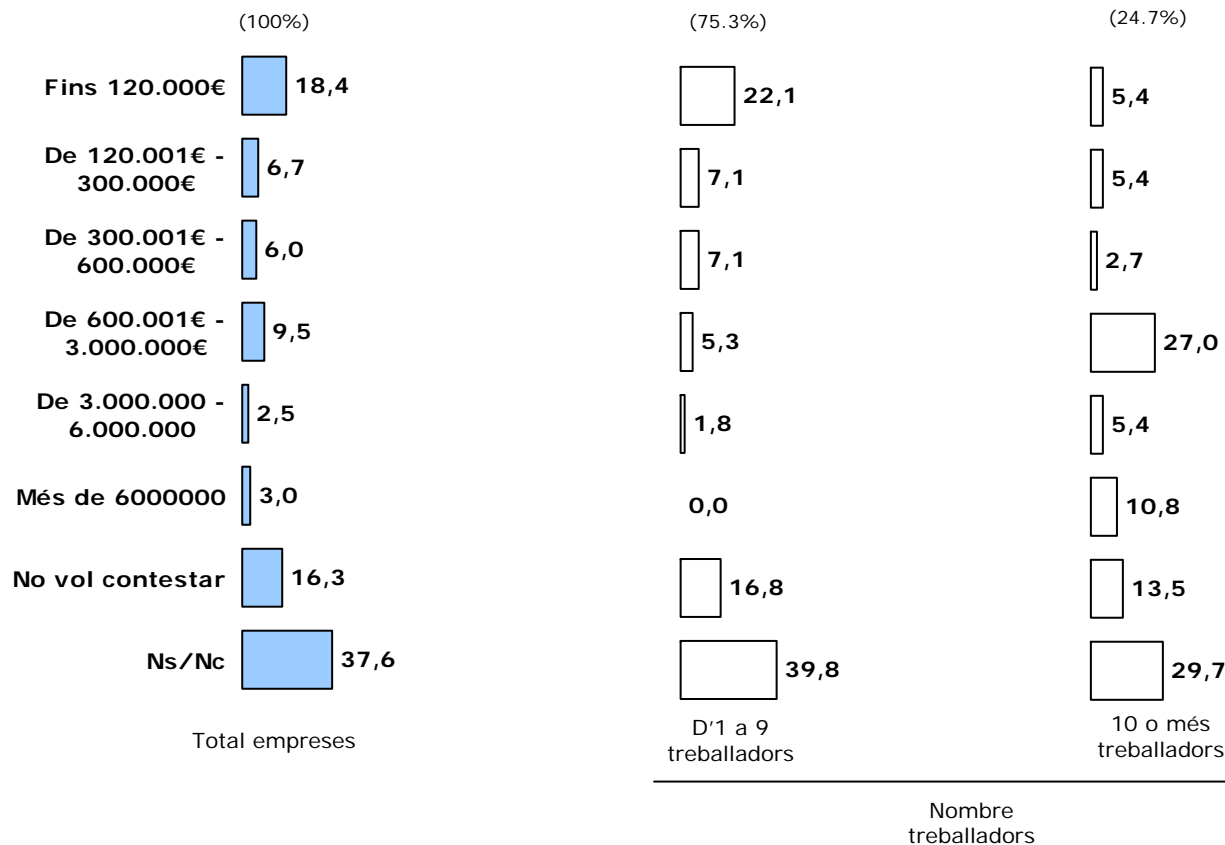 (100%) (75.3%) (24.7%)
Fins 120.000€ 18,4 22,1 5,4
De 120.001€ -
300.000€ 6,7 7,1 5,4
De 300.001€ -
600.000€ 6,0 7,1 2,7
De 600.001€ -
3.000.000€ 9,5 5,3 27,0
De 3.000.000 -
6.000.000 2,5 1,8 5,4
Més de 6000000 3,0 0,0 10,8
No vol contestar 16,3 16,8 13,5
Ns/Nc 37,6 39,8 29,7
Total empreses
D'1 a 9
treballadors
10 o més
treballadors
Nombre
treballadors